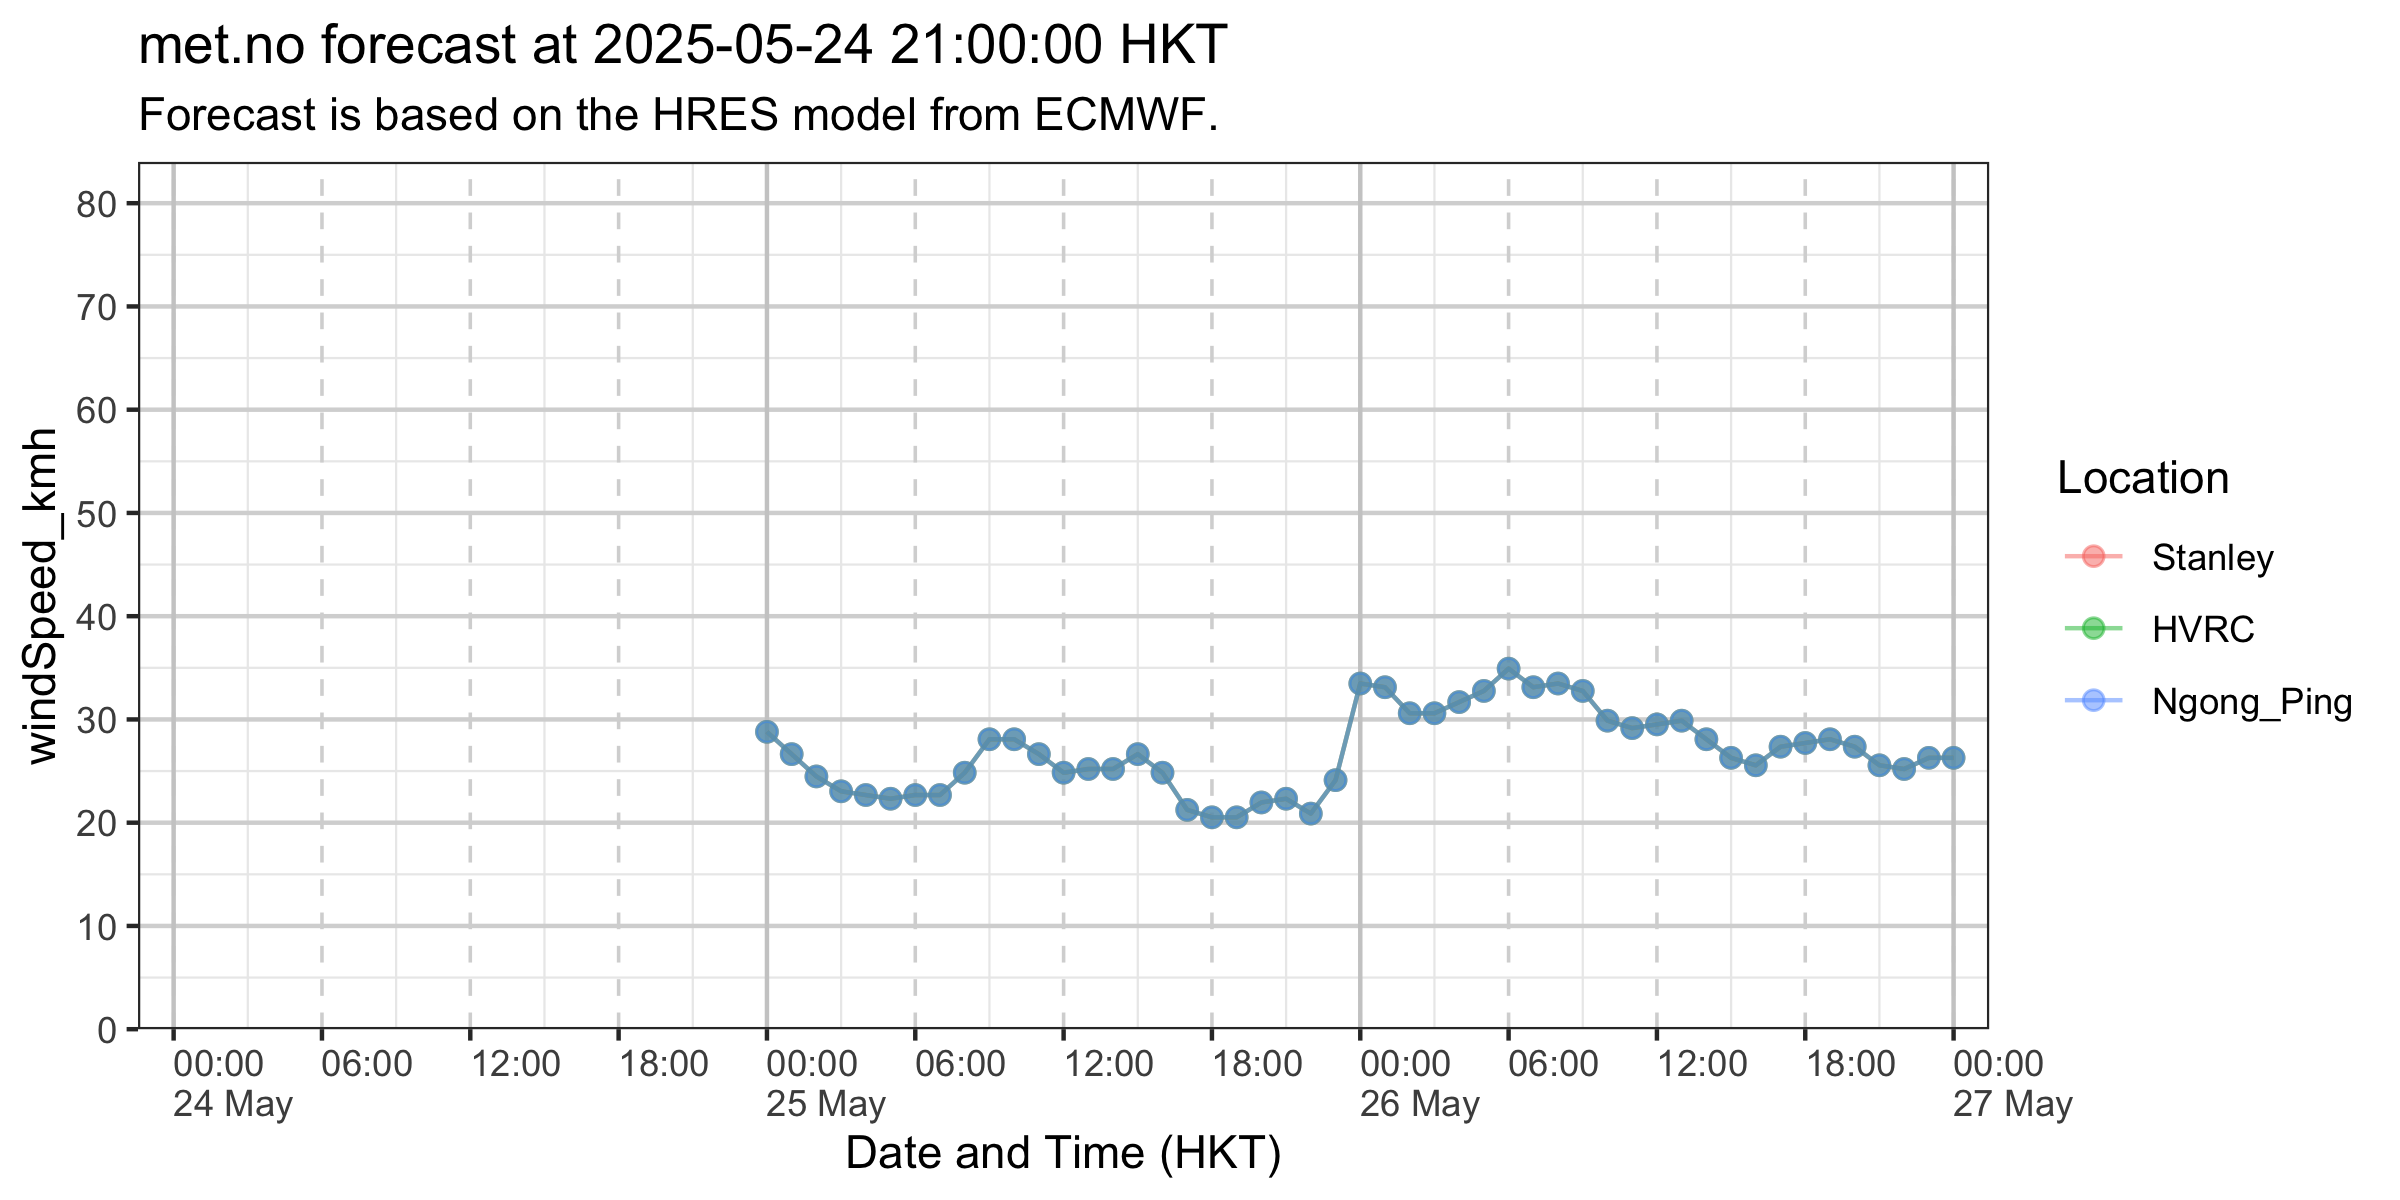 met.no forecast at 2025-05-24 21:00:00 HKT
Forecast is based on the HRES model from ECMWF.
windSpeed_kmh
80
70
60
50
40
30
20
10
0
00:00 06:00 12:00 18:00 00:00 06:00 12:00 18:00 00:00 06:00 12:00 18:00 00:00
24 May 25 May 26 May 27 May
Date and Time (HKT)
Location
Stanley
HVRC
Ngong_Ping